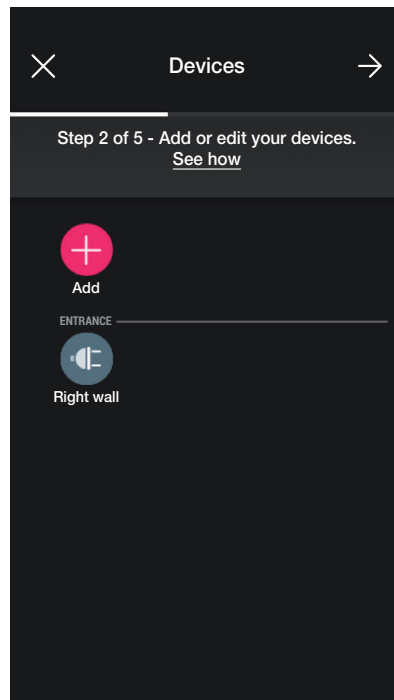 Devices
Step 2 of 5 - Add or edit your devices.
See how
Add
ENTRANCE
Right wall